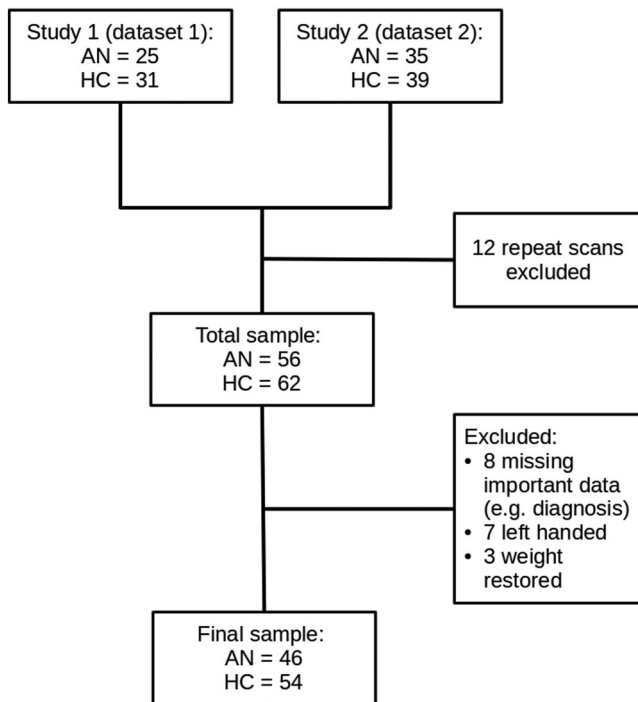 Study 1 (dataset 1):
AN = 25
HC = 31
Study 2 (dataset 2):
AN = 35
HC = 39
12 repeat scans
excluded
Total sample:
AN = 56
HC = 62
Excluded:
• 8 missing
important data
(e.g. diagnosis)
• 7 left handed
• 3 weight
restored
Final sample:
AN = 46
HC = 54